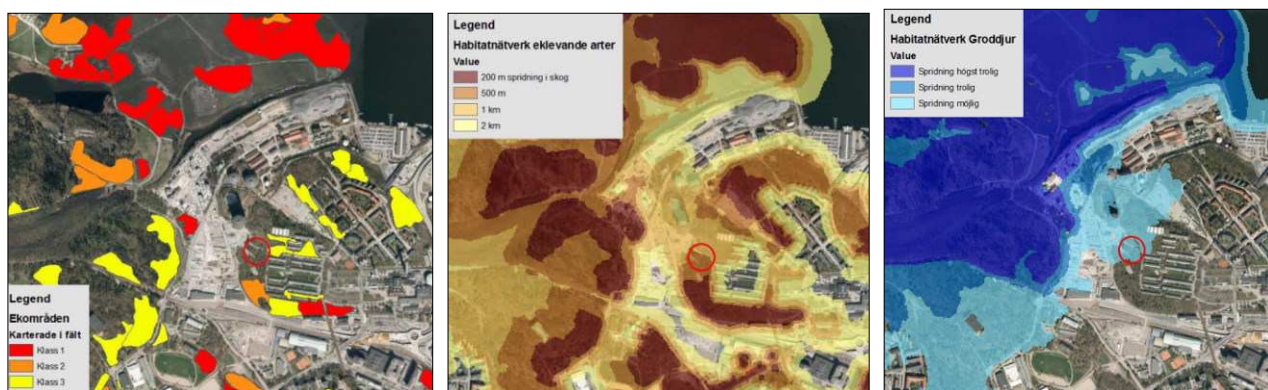 Legend
Ekområden
Karterade i fält
Klass 1
Klass 2
Klass 3
Legend
Habitatnätverk eklevande arter
Value
200 m spridning i skog
500 m
1 km
2 km
Legend
Habitatnätverk Groddjur
Value
Spridning högst trolig
Spridning trolig
Spridning möjlig